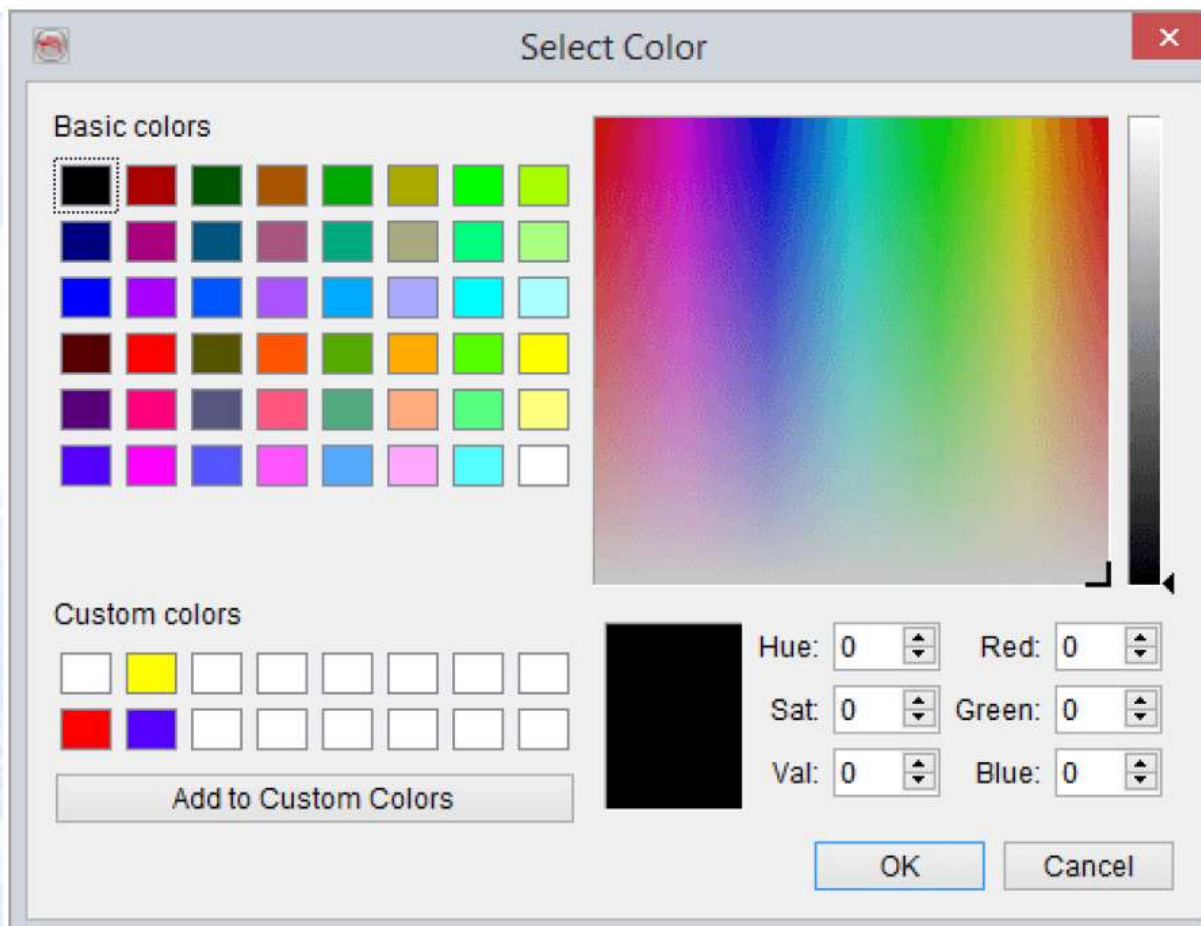 Select Color
Basic colors
Custom colors
Add to Custom Colors
Hue: 0 Red: 0
Sat: 0 Green: 0
Val: 0 Blue: 0
OK Cancel